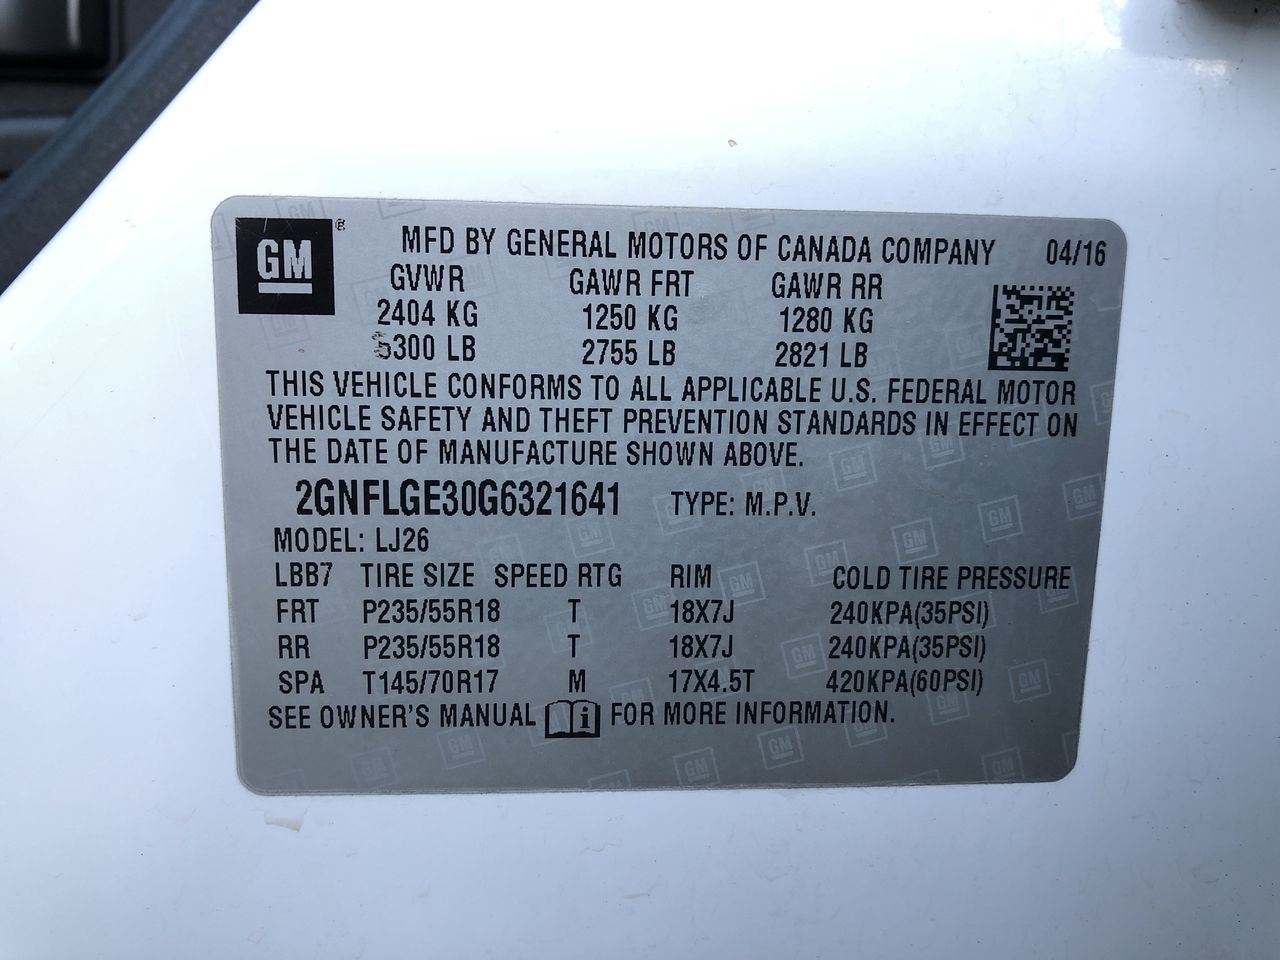 GM® MFD BY GENERAL MOTORS OF CANADA COMPANY 04/16
GVWR GAWR FRT GAWR RR
2404 KG 1250 KG 1280 KG
5300 LB 2755 LB 2821 LB
THIS VEHICLE CONFORMS TO ALL APPLICABLE U.S. FEDERAL MOTOR
VEHICLE SAFETY AND THEFT PREVENTION STANDARDS IN EFFECT ON
THE DATE OF MANUFACTURE SHOWN ABOVE.
2GNFLGE30G6321641 TYPE: M.P.V.
MODEL: LJ26
LBB7 TIRE SIZE SPEED RTG RIM COLD TIRE PRESSURE
FRT P235/55R18 T 18X7J 240KPA(35PSI)
RR P235/55R18 T 18X7J 240KPA(35PSI)
SPA T145/70R17 M 17X4.5T 420KPA(60PSI)
SEE OWNER'S MANUAL i FOR MORE INFORMATION.